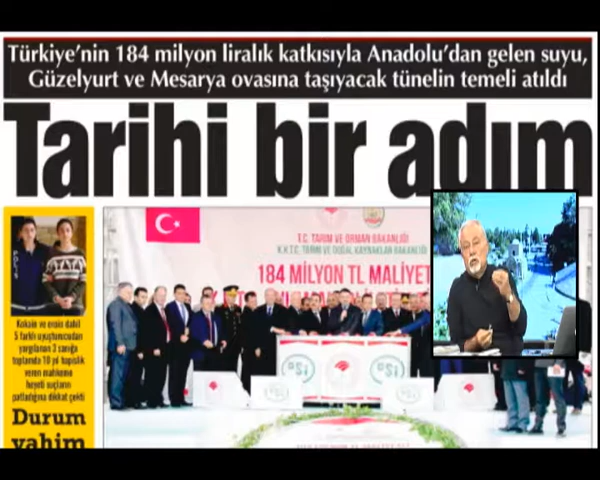 Türkiye'nin 184 milyon liralık katkısıyla Anadolu'dan gelen suyu,
Güzelyurt ve Mesarya ovasına taşıyacak tünelin temeli atıldı
Tarihi bir adım
T.C. TARIM VE ORMAN BAKANLIĞI
K.K.T.C. TARIM VE DOĞAL KAYNAKLAR BAKANLIĞI
184 MİLYON TL MALİYET
DSİ
DSİ
Kokain ve eroin dahil
5 farklı uyuşturucudan
yargılanan 3 sanığa
toplamda 10 yıl hapislik
veren mahkeme
heyeti suçların
patladığına dikkat çekti
Durum
vahim